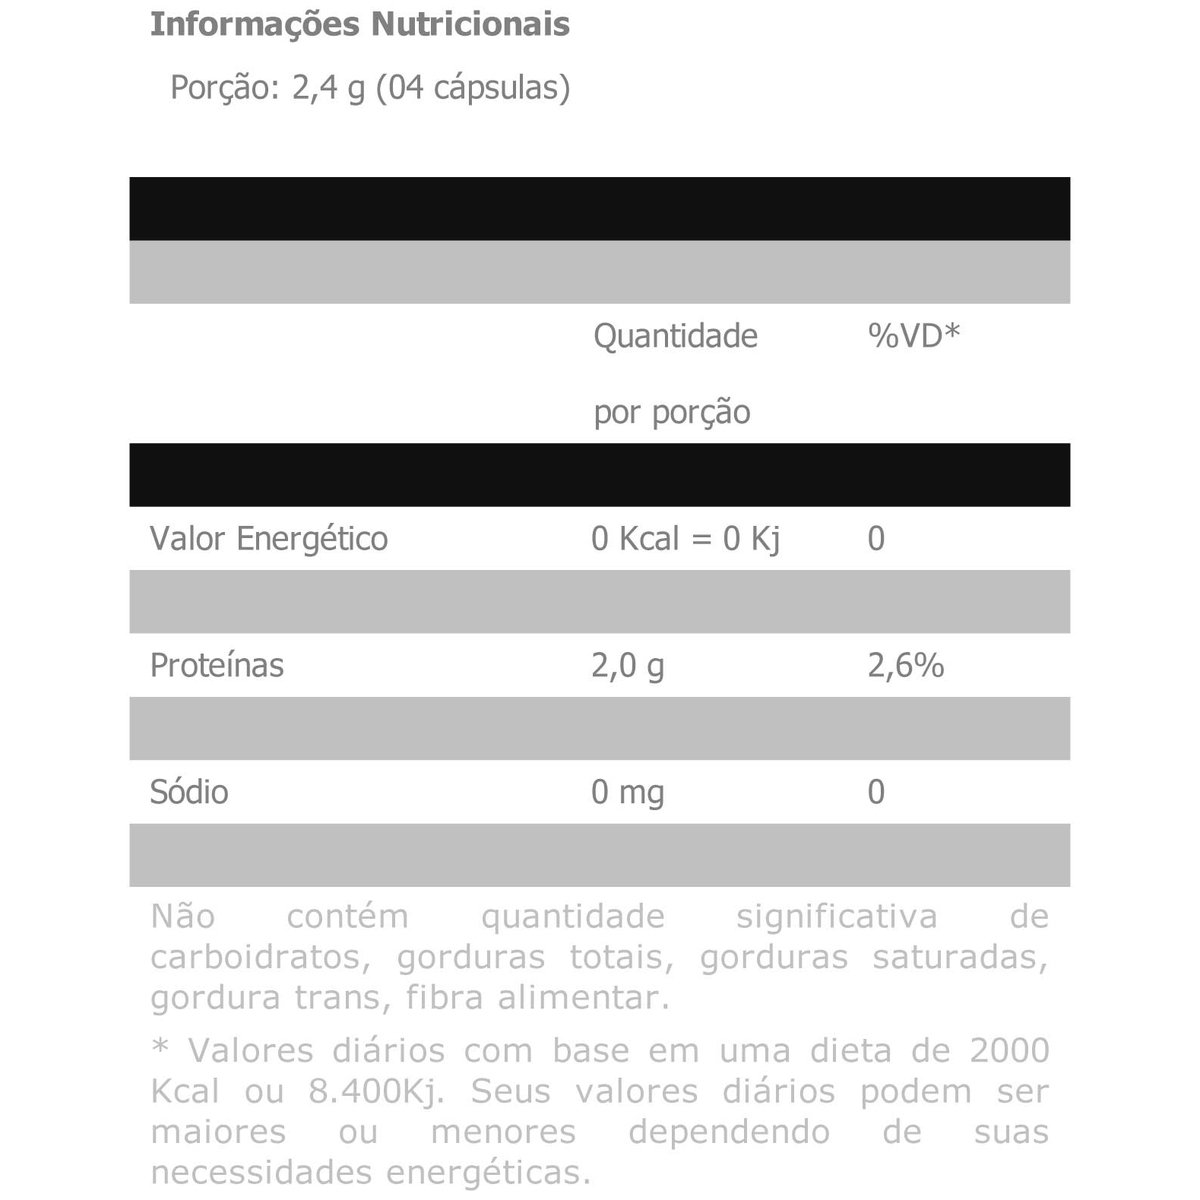 Informações Nutricionais
Porção: 2,4 g (04 cápsulas)
Quantidade %VD*
por porção
Valor Energético 0 Kcal = 0 Kj 0
Proteínas 2,0 g 2,6%
Sódio 0 mg 0
Não contém quantidade significativa de
carboidratos, gorduras totais, gorduras saturadas,
gordura trans, fibra alimentar.
* Valores diários com base em uma dieta de 2000
Kcal ou 8.400Kj. Seus valores diários podem ser
maiores ou menores dependendo de suas
necessidades energéticas.